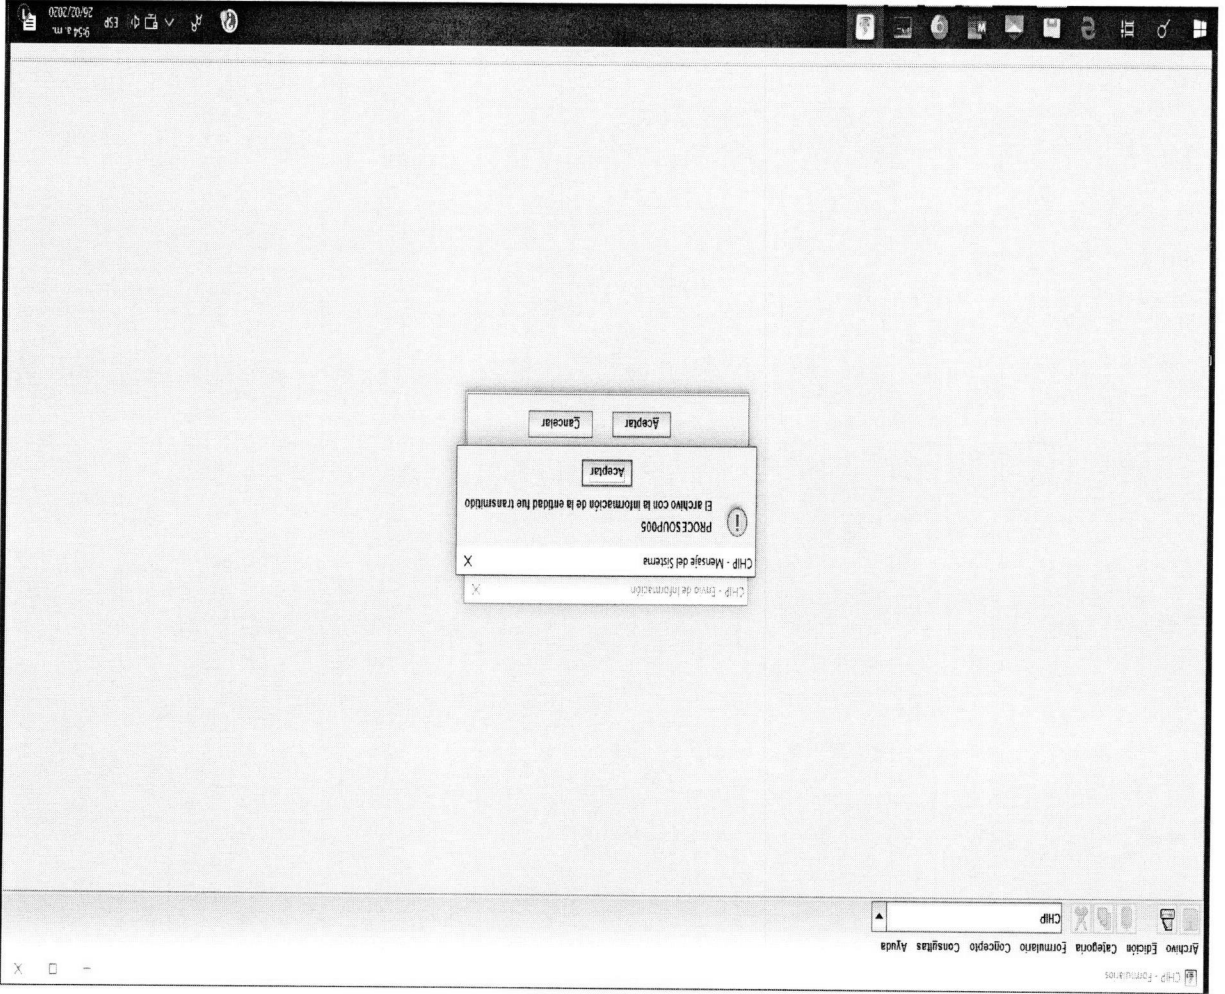 CHIP - Formularios
Archivo Edición Categoría Formulario Concepto Consultas Ayuda
CHIP
CHIP - Envío de Información
CHIP - Mensaje del Sistema
PROCESOUP005
El archivo con la información de la entidad fue transmitido
Aceptar
Aceptar Cancelar
ESP
9:54 a. m.
26/02/2020